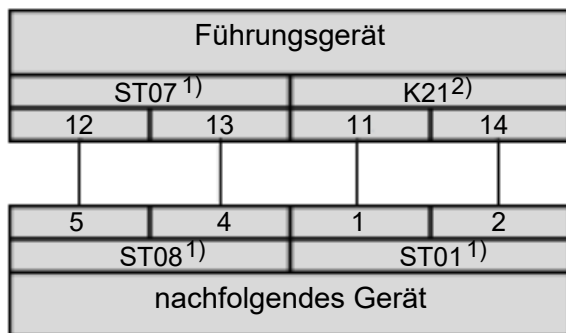 Führungsgerät
ST07 1) K21 2)
12 13 11 14
5 4 1 2
ST08 1) ST01 1)
nachfolgendes Gerät